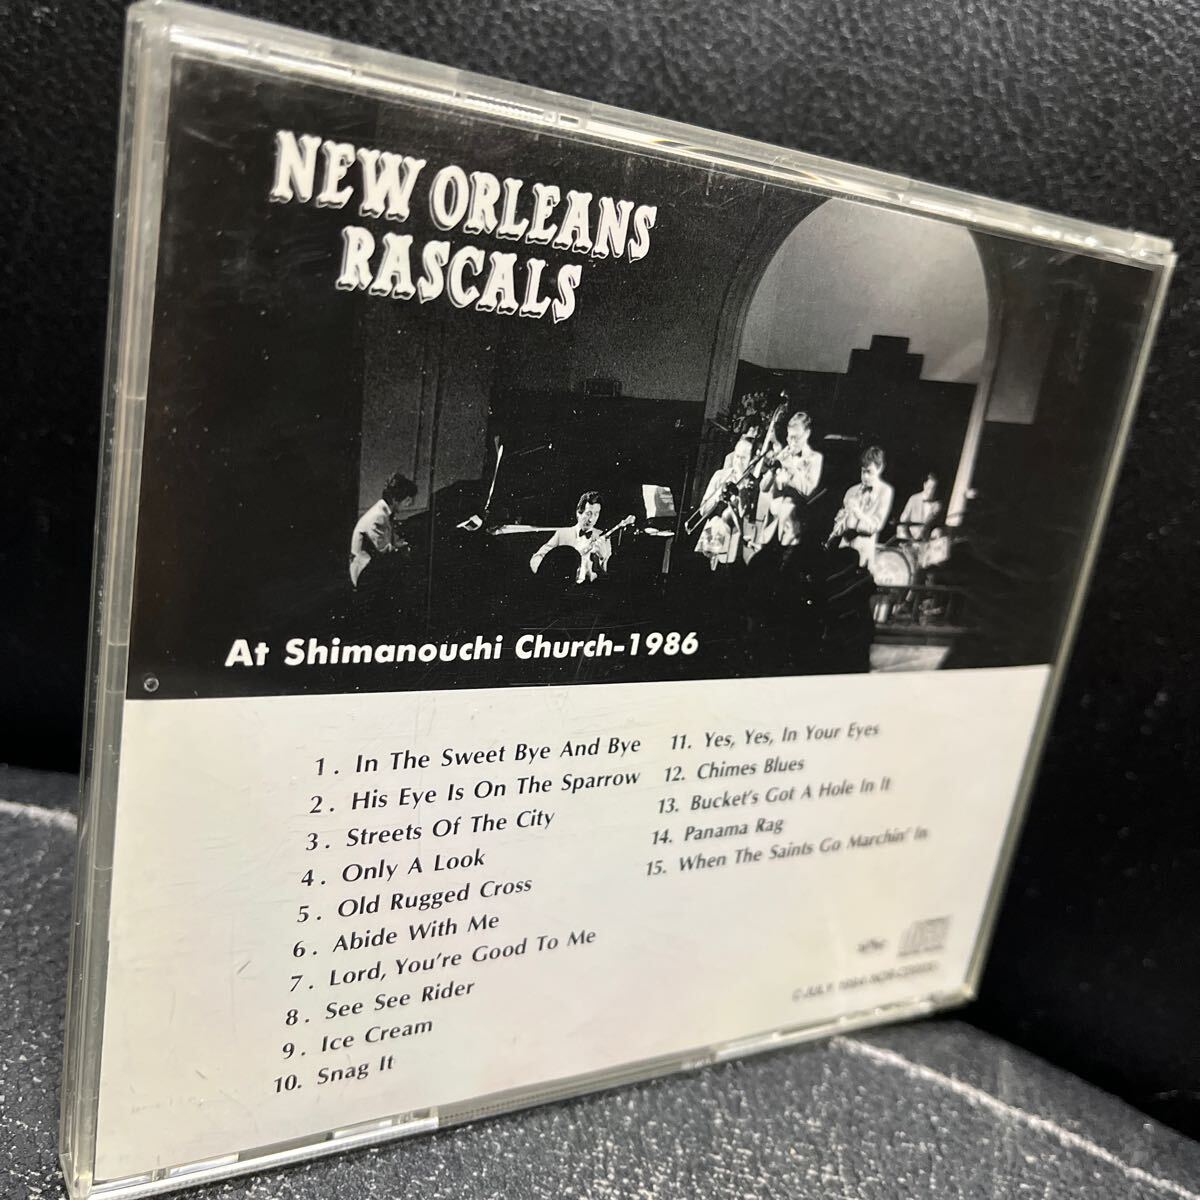 NEW ORLEANS
RASCALS
At Shimanouchi Church-1986
1. In The Sweet Bye And Bye
2. His Eye Is On The Sparrow
3. Streets Of The City
4. Only A Look
5. Old Rugged Cross
6. Abide With Me
7. Lord, You're Good To Me
8. See See Rider
9. Ice Cream
10. Snag It
11. Yes, Yes, In Your Eyes
12. Chimes Blues
13. Bucket's Got A Hole In It
14. Panama Rag
15. When The Saints Go Marchin' In
©JULY